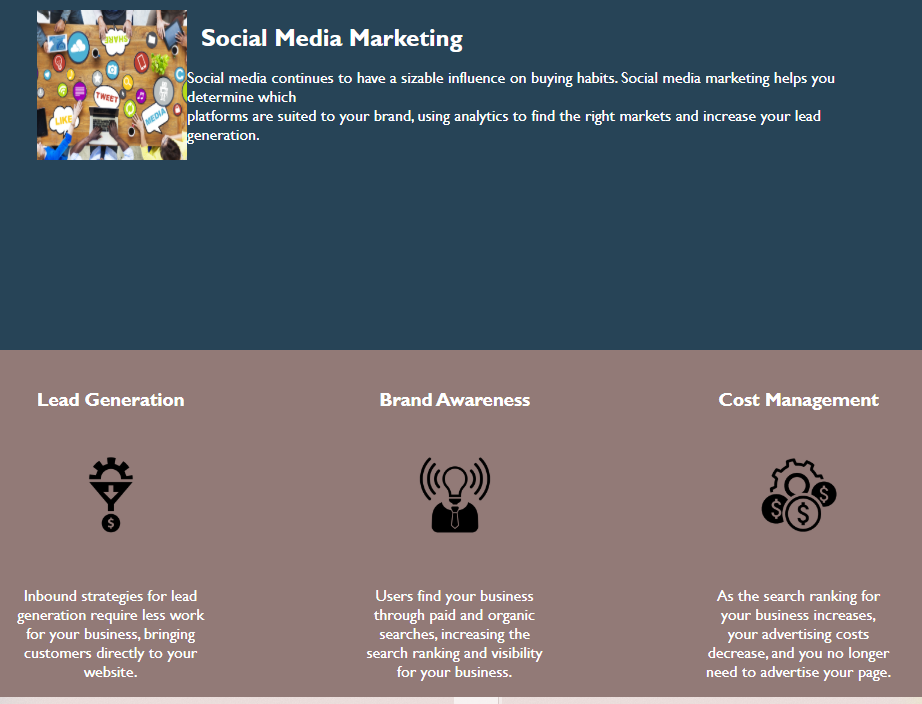 Social Media Marketing
SHARE
TWEET
LIKE
MEDIA
Social media continues to have a sizable influence on buying habits. Social media marketing helps you
determine which
platforms are suited to your brand, using analytics to find the right markets and increase your lead
generation.
Lead Generation
Brand Awareness
Cost Management
$
$
$
$
Inbound strategies for lead
generation require less work
for your business, bringing
customers directly to your
website.
Users find your business
through paid and organic
searches, increasing the
search ranking and visibility
for your business.
As the search ranking for
your business increases,
your advertising costs
decrease, and you no longer
need to advertise your page.